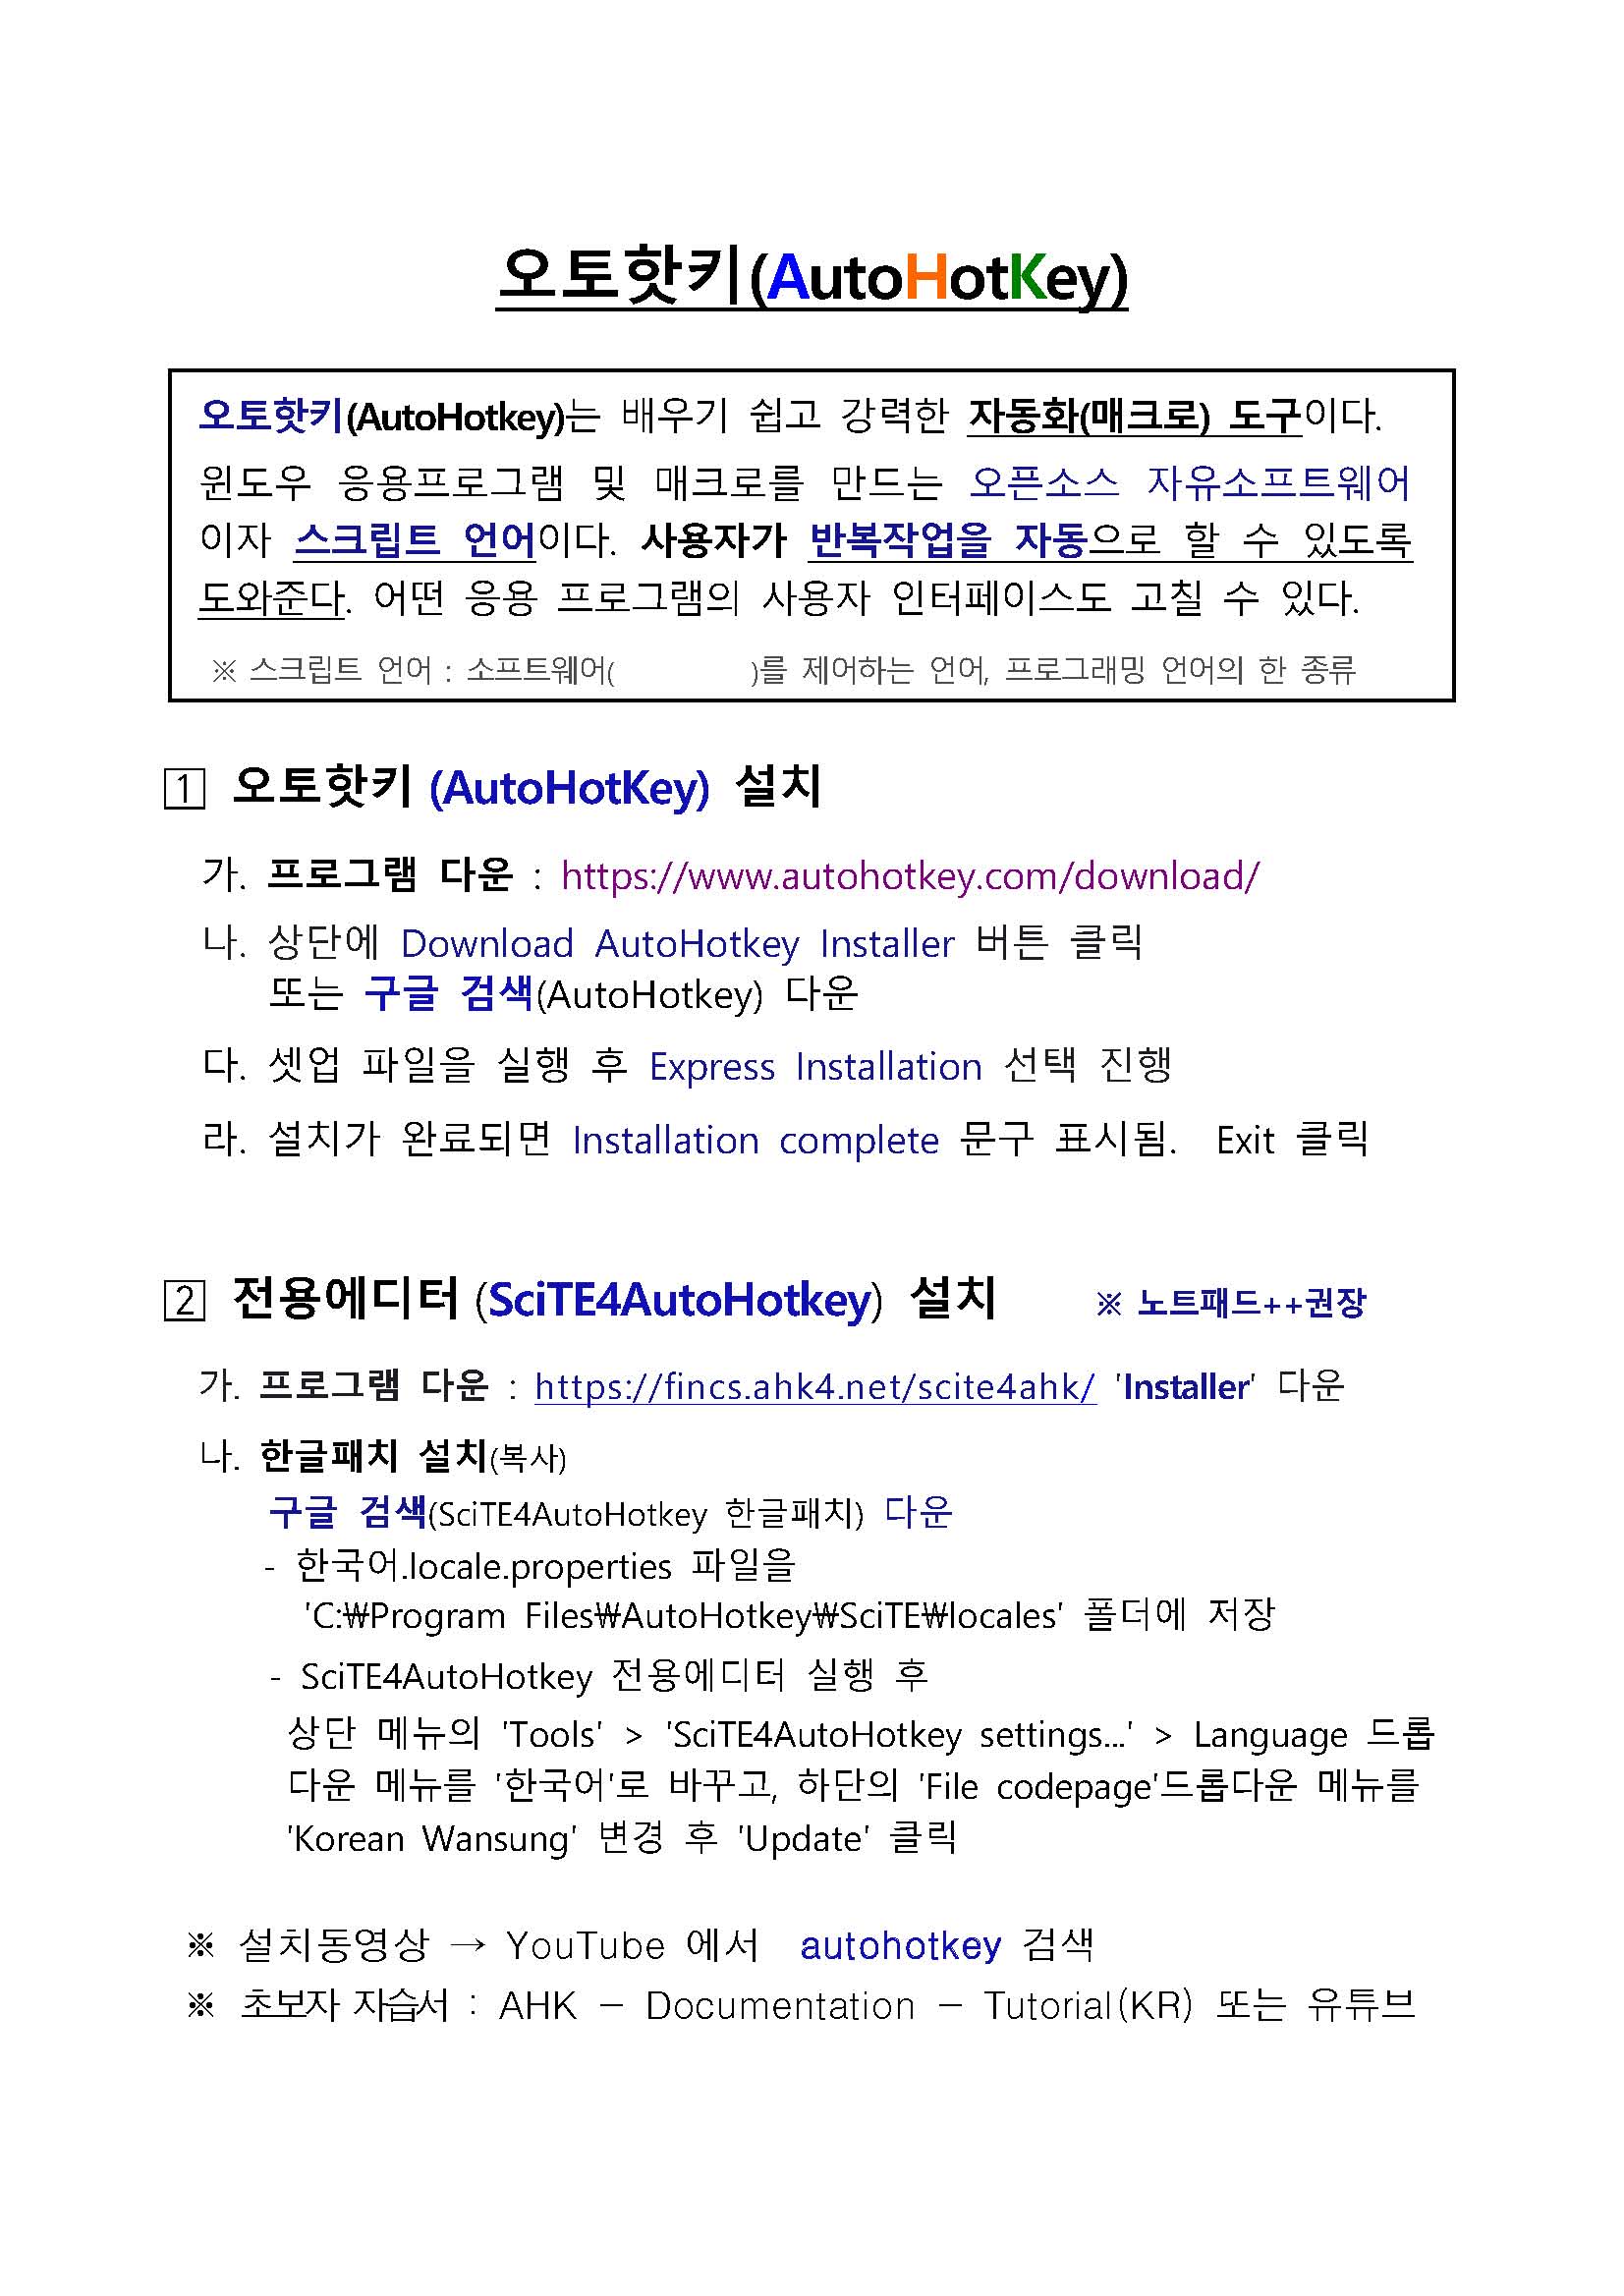 오토핫키(AutoHotKey)
오토핫키(AutoHotkey)는 배우기 쉽고 강력한 자동화(매크로) 도구이다.
윈도우 응용프로그램 및 매크로를 만드는 오픈소스 자유소프트웨어
이자 스크립트 언어이다. 사용자가 반복작업을 자동으로 할 수 있도록
도와준다. 어떤 응용 프로그램의 사용자 인터페이스도 고칠 수 있다.
※ 스크립트 언어 : 소프트웨어( )를 제어하는 언어, 프로그래밍 언어의 한 종류
1 오토핫키 (AutoHotKey) 설치
가. 프로그램 다운 : https://www.autohotkey.com/download/
나. 상단에 Download AutoHotkey Installer 버튼 클릭
또는 구글 검색(AutoHotkey) 다운
다. 셋업 파일을 실행 후 Express Installation 선택 진행
라. 설치가 완료되면 Installation complete 문구 표시됨. Exit 클릭
2 전용에디터 (SciTE4AutoHotkey) 설치 ※ 노트패드++권장
가. 프로그램 다운 : https://fincs.ahk4.net/scite4ahk/ 'Installer' 다운
나. 한글패치 설치(복사)
구글 검색(SciTE4AutoHotkey 한글패치) 다운
- 한국어.locale.properties 파일을
'C:₩Program Files₩AutoHotkey₩SciTE₩locales' 폴더에 저장
- SciTE4AutoHotkey 전용에디터 실행 후
상단 메뉴의 'Tools' > 'SciTE4AutoHotkey settings...' > Language 드롭
다운 메뉴를 '한국어'로 바꾸고, 하단의 'File codepage'드롭다운 메뉴를
'Korean Wansung' 변경 후 'Update' 클릭
※ 설치동영상 → YouTube 에서 autohotkey 검색
※ 초보자 자습서 : AHK - Documentation - Tutorial(KR) 또는 유튜브